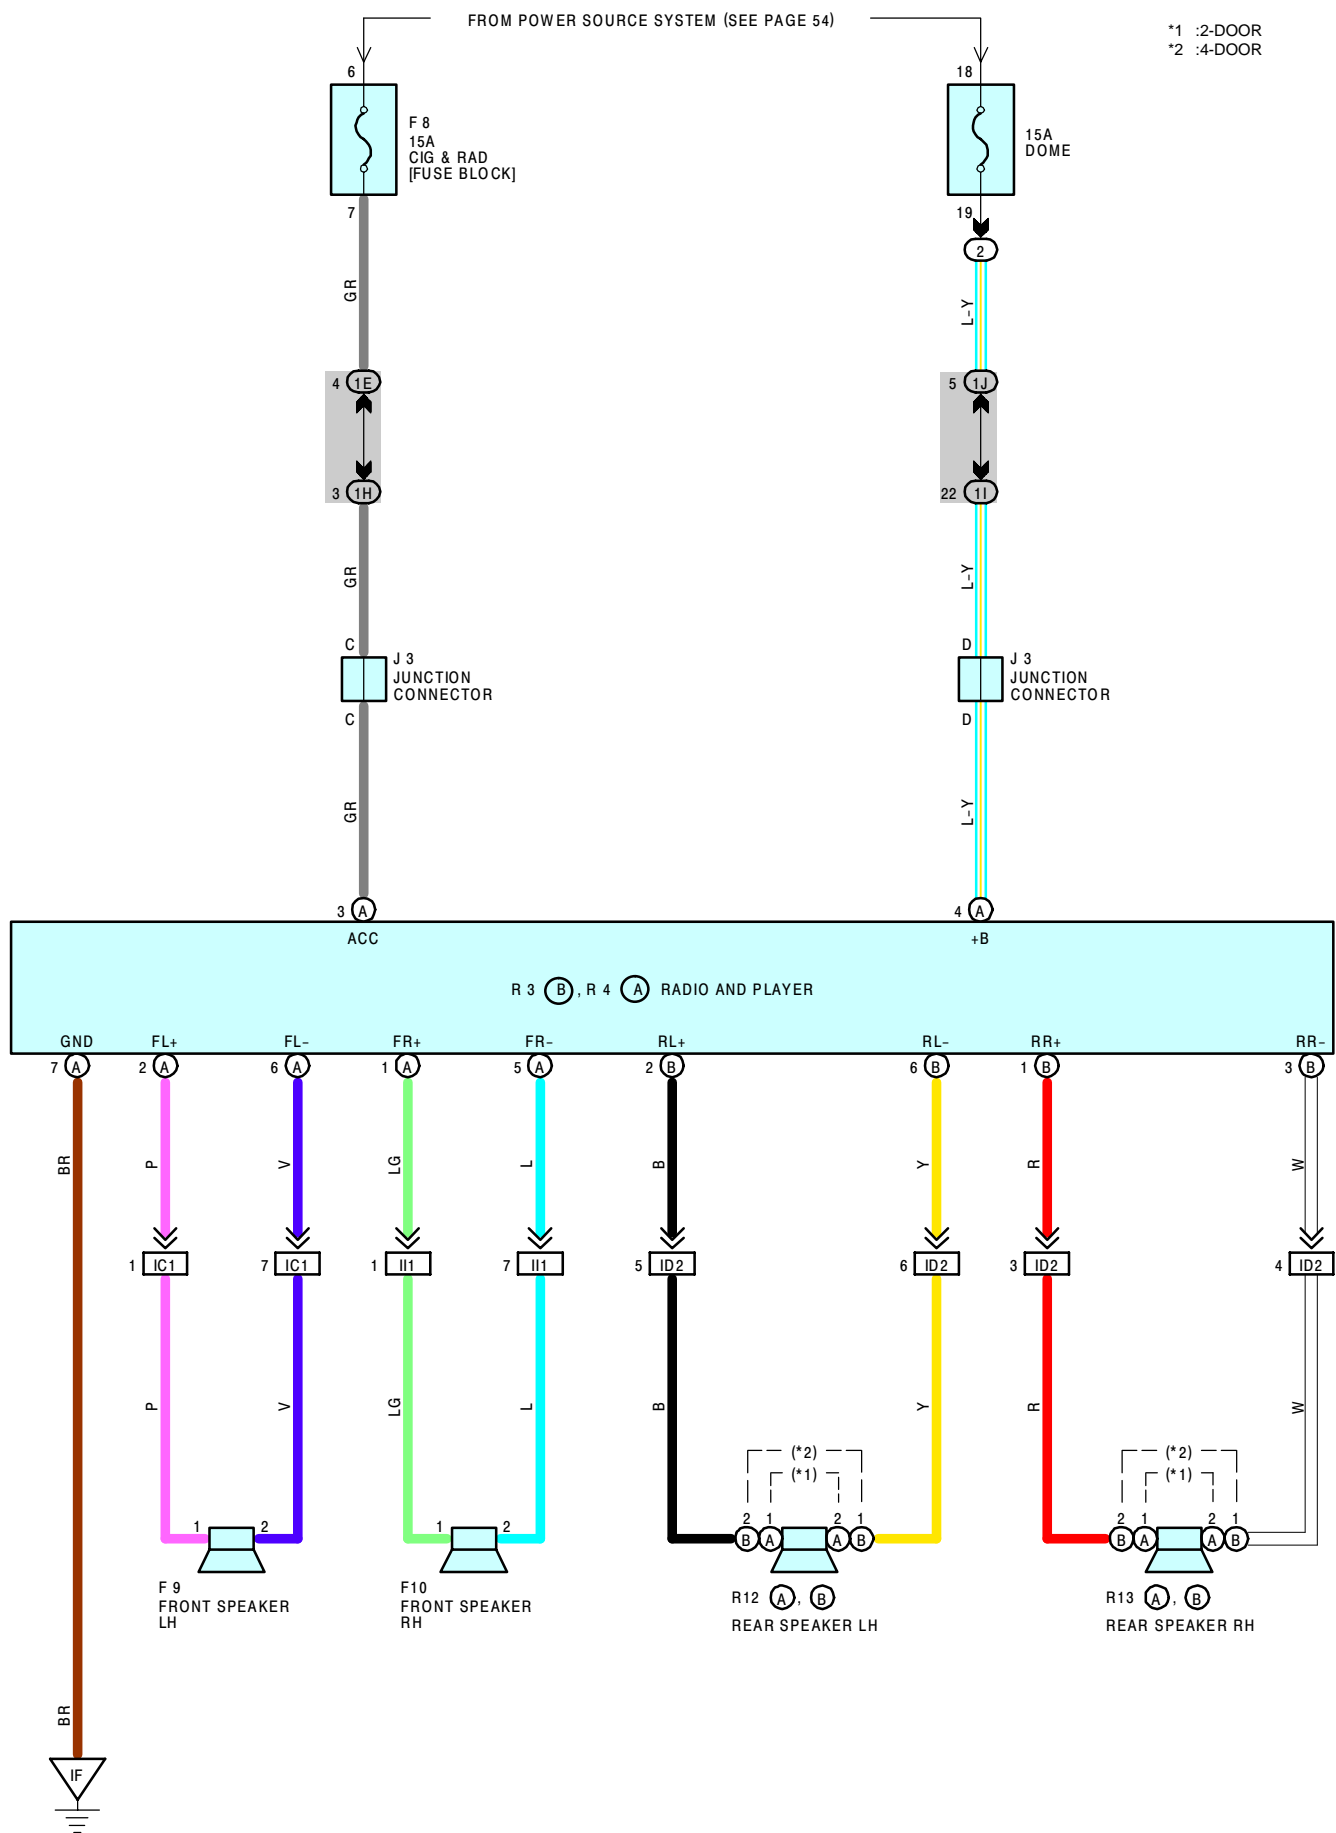 FROM POWER SOURCE SYSTEM (SEE PAGE 54)
*1 :2-DOOR
*2 :4-DOOR
6
18
F 8
15A
CIG & RAD
[FUSE BLOCK]
15A
DOME
7
19
2
GR
L-Y
4 1E
5 1J
3 1H
22 1I
GR
L-Y
C
D
J 3
JUNCTION
CONNECTOR
J 3
JUNCTION
CONNECTOR
C
D
GR
L-Y
3 A
4 A
ACC
+B
R 3 B , R 4 A RADIO AND PLAYER
GND FL+ FL- FR+ FR- RL+ RL- RR+ RR-
7 A 2 A 6 A 1 A 5 A 2 B 6 B 1 B 3 B
BR P V LG L B Y R W
1 IC1 7 IC1 1 II1 7 II1 5 ID2 6 ID2 3 ID2 4 ID2
P V LG L B Y R W
(*2) (*2)
(*1) (*1)
1 2 1 2 2 1 2 1 2 1 2 1
B A A B B A A B
F 9
FRONT SPEAKER
LH
F10
FRONT SPEAKER
RH
R12 A , B
REAR SPEAKER LH
R13 A , B
REAR SPEAKER RH
BR
IF